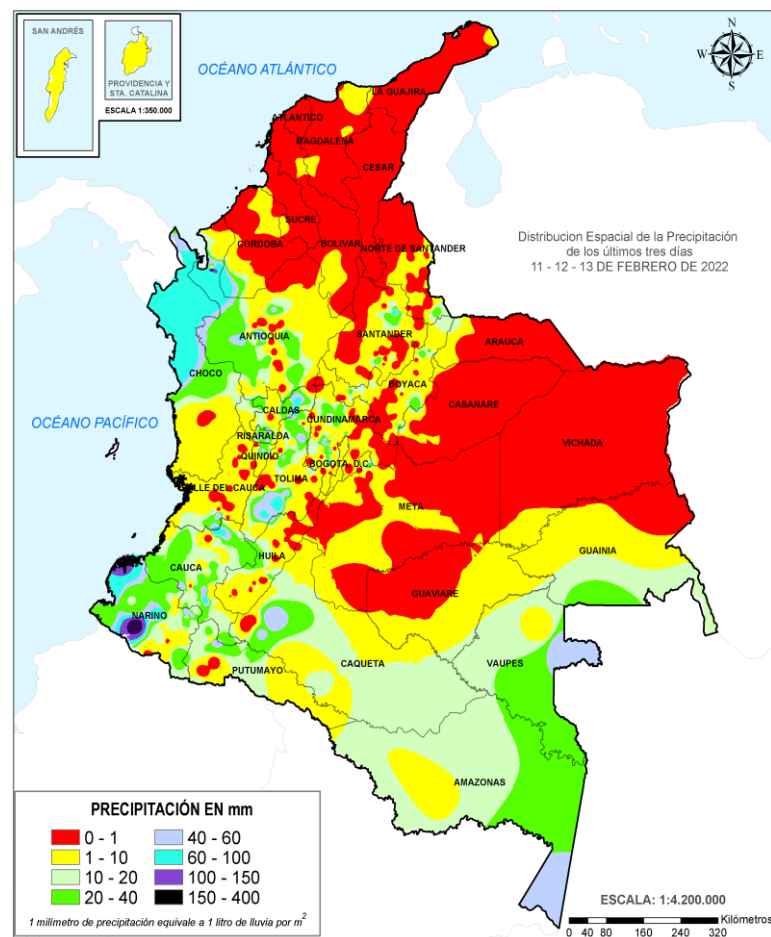 SAN ANDRÉS
PROVIDENCIA Y
STA. CATALINA
ESCALA 1:350.000
OCÉANO ATLÁNTICO
N
W
E
S
LA GUAJIRA
ATLANTICO
MAGDALENA
CESAR
SUCRE
CORDOBA
BOLIVAR
NORTE DE SANTANDER
Distribucion Espacial de la Precipitación
de los últimos tres días
11 - 12 - 13 DE FEBRERO DE 2022
ANTIOQUIA
SANTANDER
ARAUCA
CHOCO
BOYACA
CASANARE
CALDAS
CUNDINAMARCA
OCÉANO PACÍFICO
RISARALDA
VICHADA
QUINDIO
BOGOTA, D.C.
TOLIMA
VALLE DEL CAUCA
META
GUAINIA
HUILA
CAUCA
GUAVIARE
NARINO
CAQUETA
VAUPES
PUTUMAYO
AMAZONAS
PRECIPITACIÓN EN mm
0 - 1
40 - 60
1 - 10
60 - 100
10 - 20
100 - 150
20 - 40
150 - 400
1 milímetro de precipitación equivale a 1 litro de lluvia por m²
ESCALA: 1:4.200.000
Kilómetros
0 40 80 160 240 320